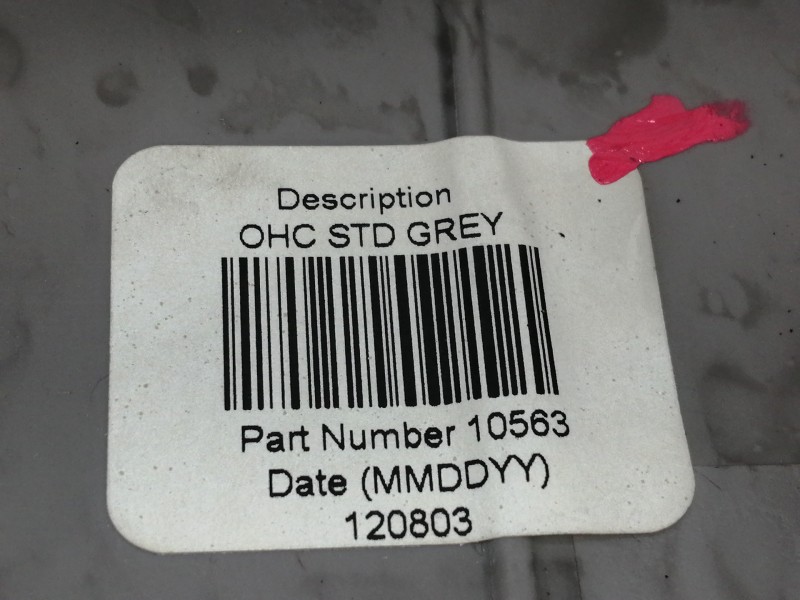 Description
OHC STD GREY
Part Number 10563
Date (MMDDYY)
120803